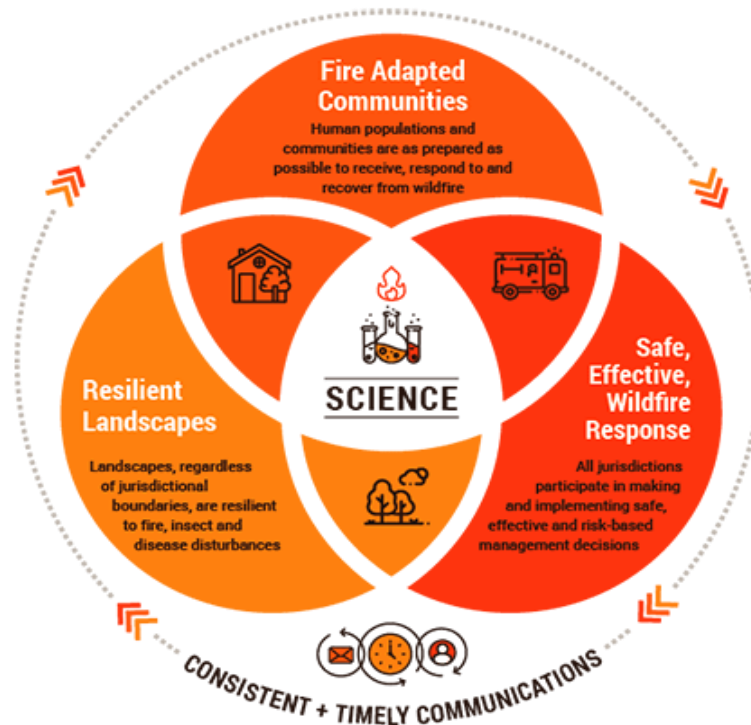 Fire Adapted
Communities
Human populations and
communities are as prepared as
possible to receive, respond to and
recover from wildfire
SCIENCE
Resilient
Landscapes
Landscapes, regardless
of jurisdictional
boundaries, are resilient
to fire, insect and
disease disturbances
Safe,
Effective,
Wildfire
Response
All jurisdictions
participate in making
and implementing safe,
effective and risk-based
management decisions
CONSISTENT + TIMELY COMMUNICATIONS